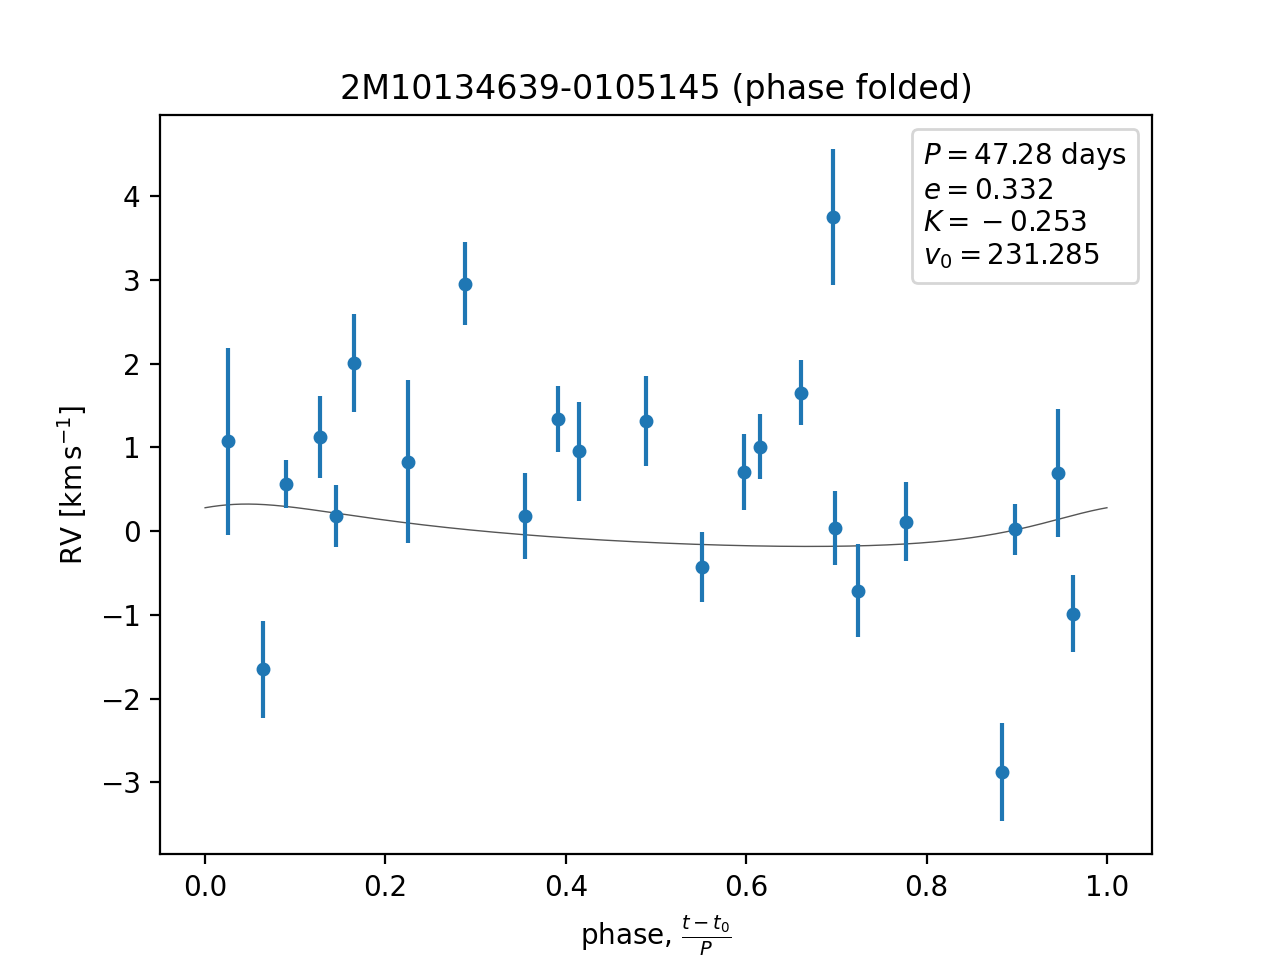 2M10134639-0105145 (phase folded)
P = 47.28 days
e = 0.332
K = −0.253
v₀ = 231.285
RV [km s⁻¹]
4
3
2
1
0
−1
−2
−3
0.0 0.2 0.4 0.6 0.8 1.0
phase, (t − t₀)/P